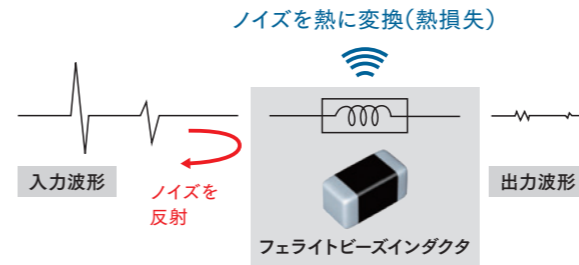 ノイズを熱に変換(熱損失)
入力波形
ノイズを
反射
フェライトビーズインダクタ
出力波形